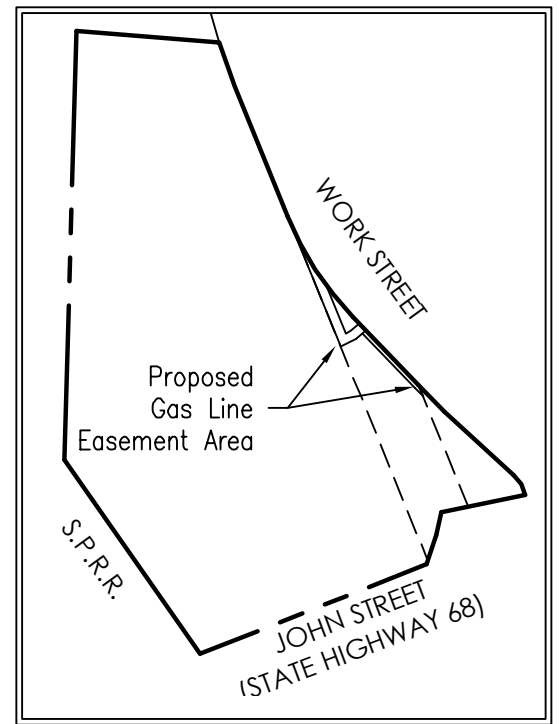 WORK STREET
Proposed
Gas Line
Easement Area
S.P.R.R.
JOHN STREET
(STATE HIGHWAY 68)